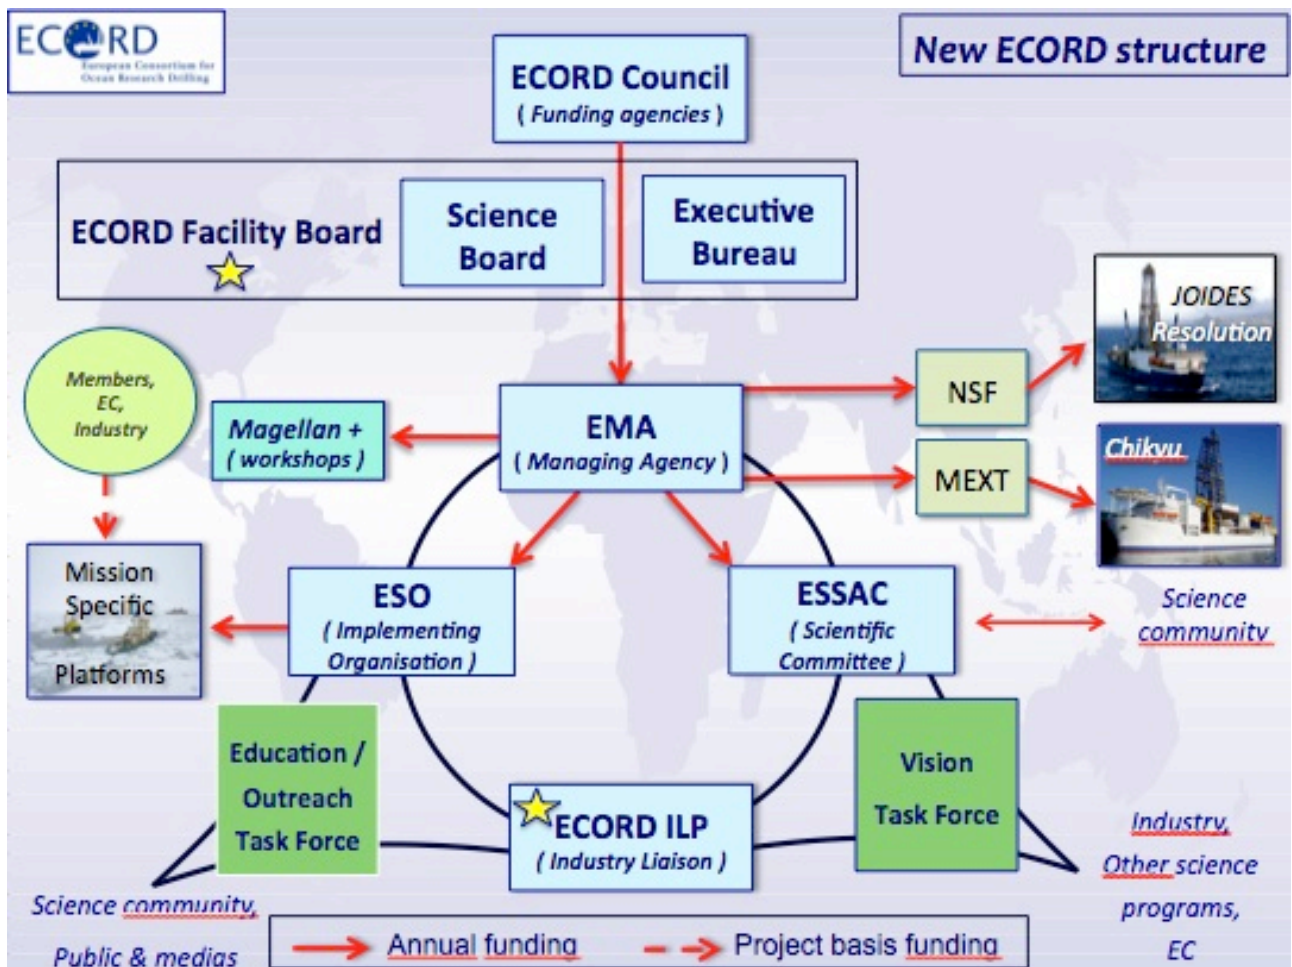 ECORD
European Consortium for
Ocean Research Drilling
New ECORD structure
ECORD Council
( Funding agencies )
ECORD Facility Board
Science
Board
Executive
Bureau
JOIDES
Resolution
Members,
EC,
Industry
Magellan +
( workshops )
EMA
( Managing Agency )
NSF
MEXT
Chikyu
Mission
Specific
Platforms
ESO
( Implementing
Organisation )
ESSAC
( Scientific
Committee )
Science
community
Education /
Outreach
Task Force
ECORD ILP
( Industry Liaison )
Vision
Task Force
Science community,
Public & medias
Industry,
Other science
programs,
EC
Annual funding
Project basis funding